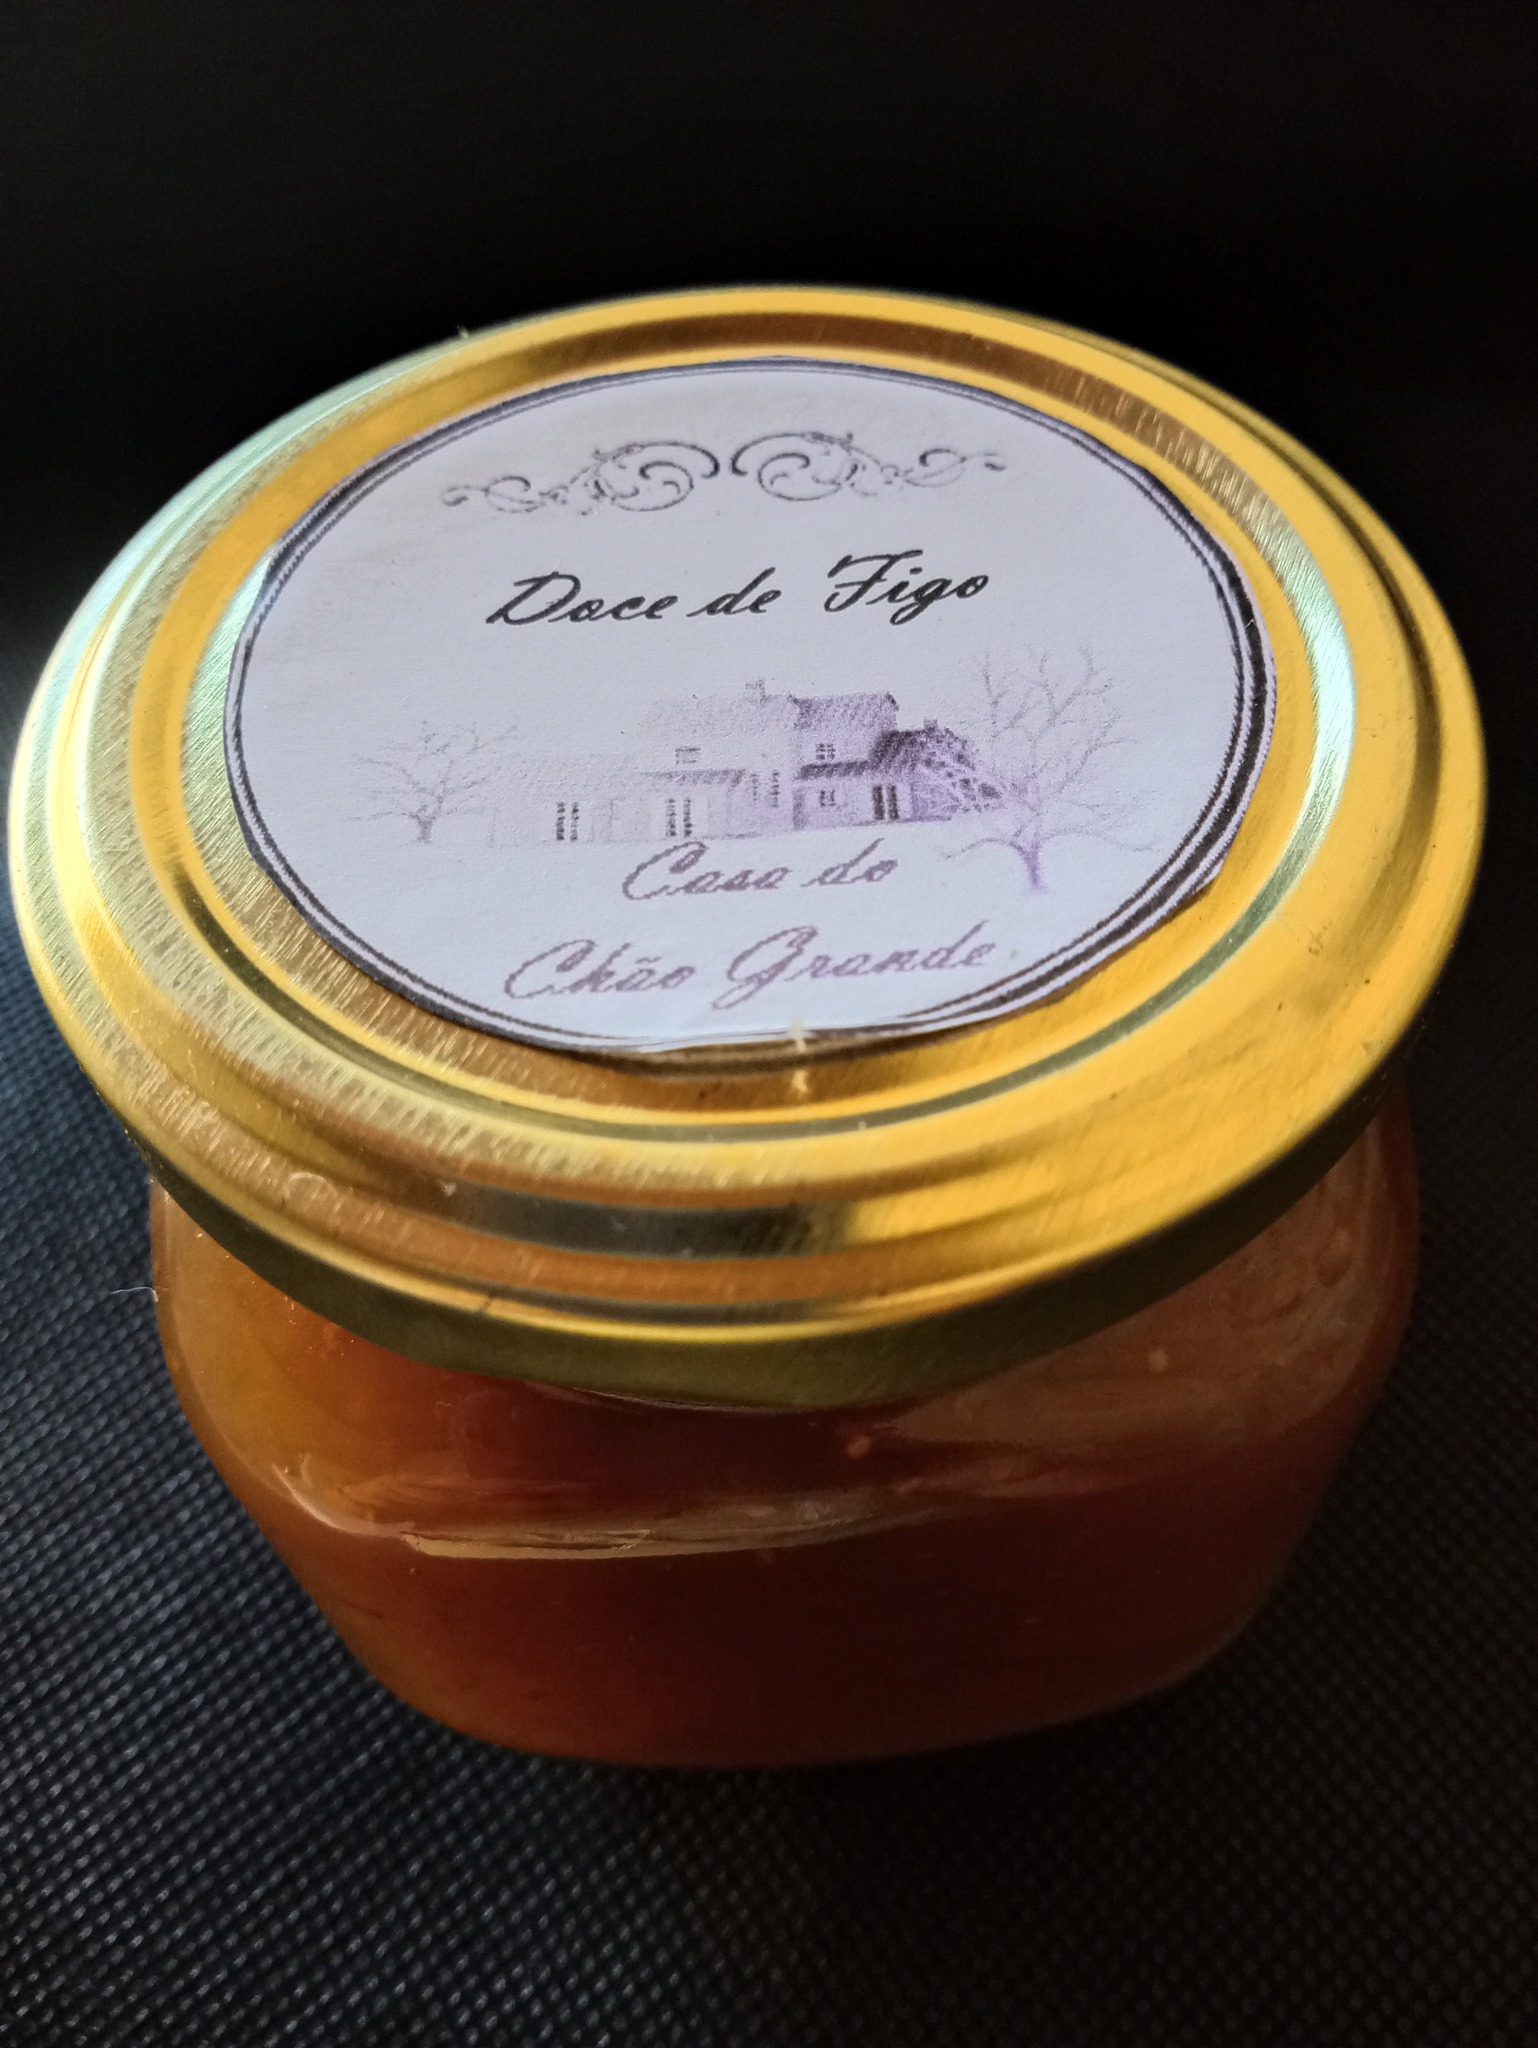 Doce de Figo
Casa do
Chão Grande